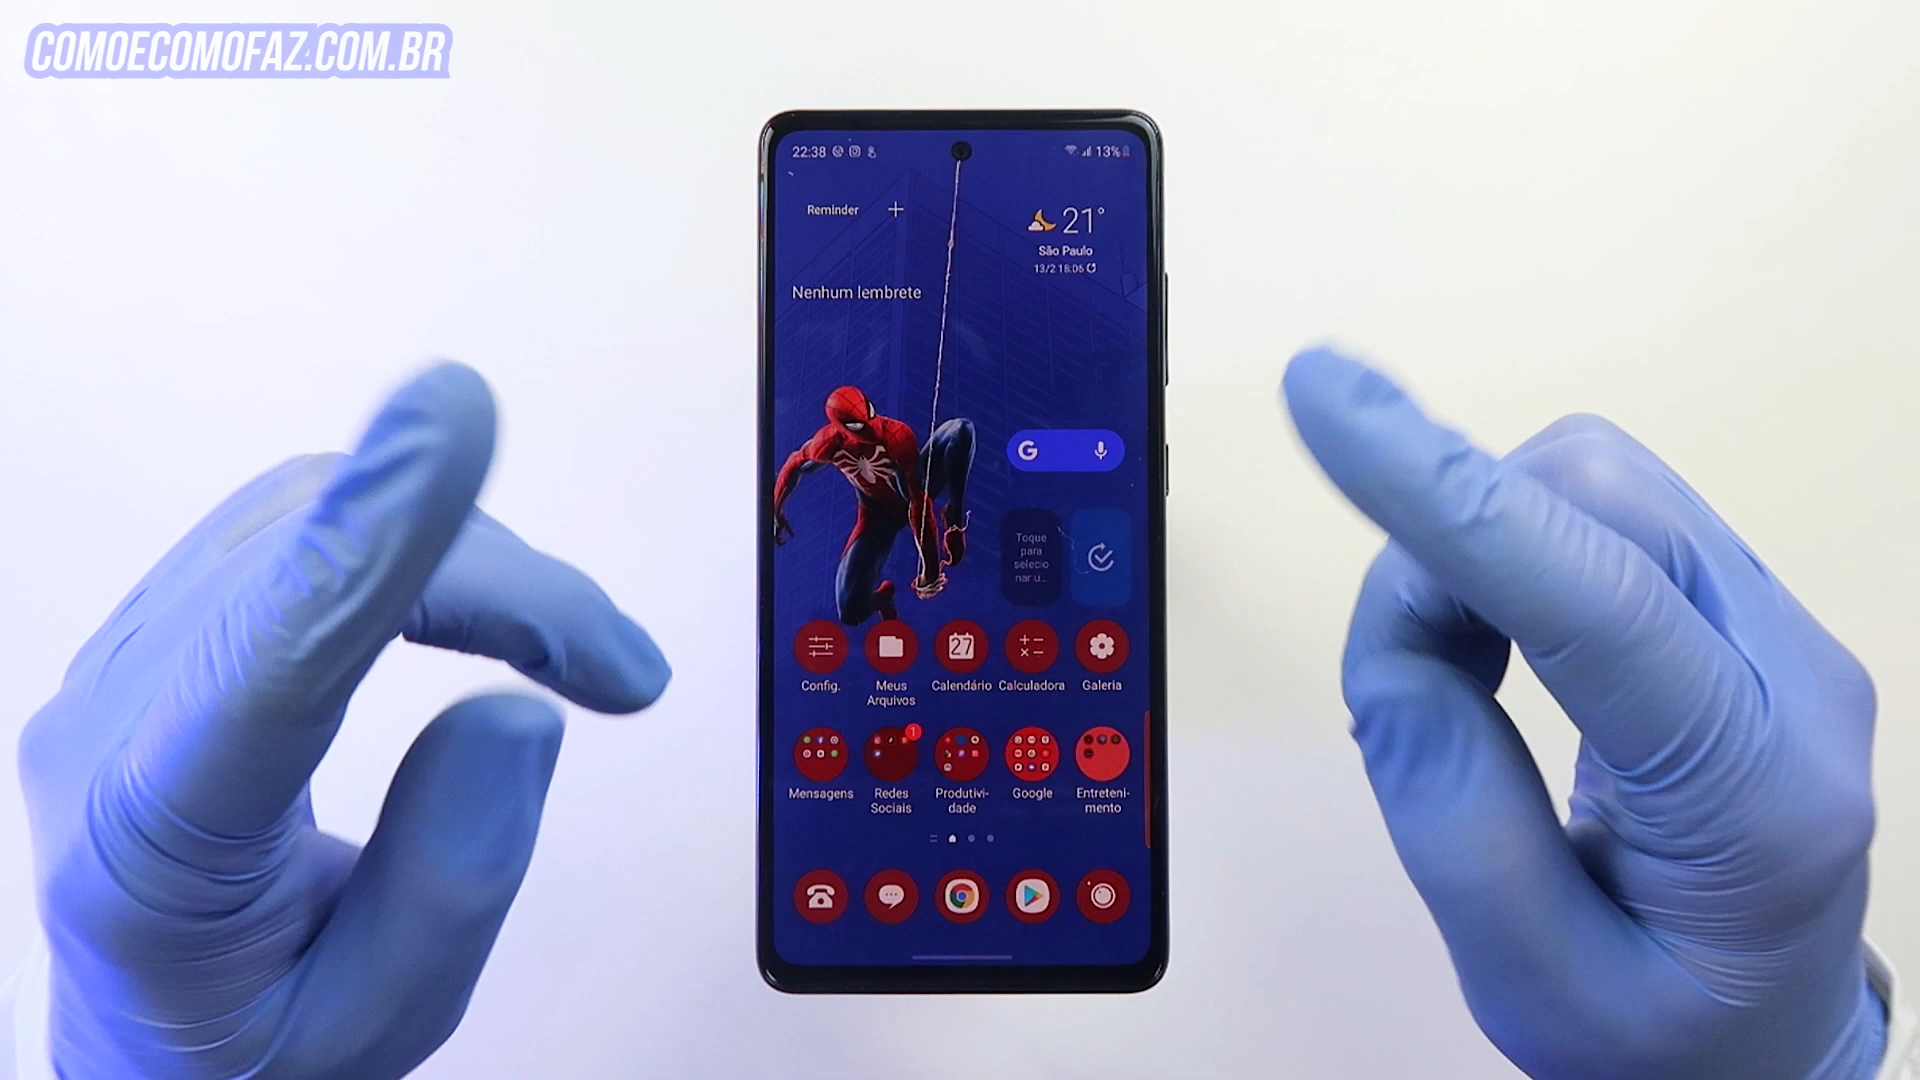 COMOECOMOFAZ.COM.BR
22:38
13%
Reminder +
21°
São Paulo
13/2 18:06
Nenhum lembrete
G
Toque
para
selecio
nar u...
27
Config.
Meus
Arquivos
Calendário
Calculadora
Galeria
1
Mensagens
Redes
Sociais
Produtivi-
dade
Google
Entreteni-
mento